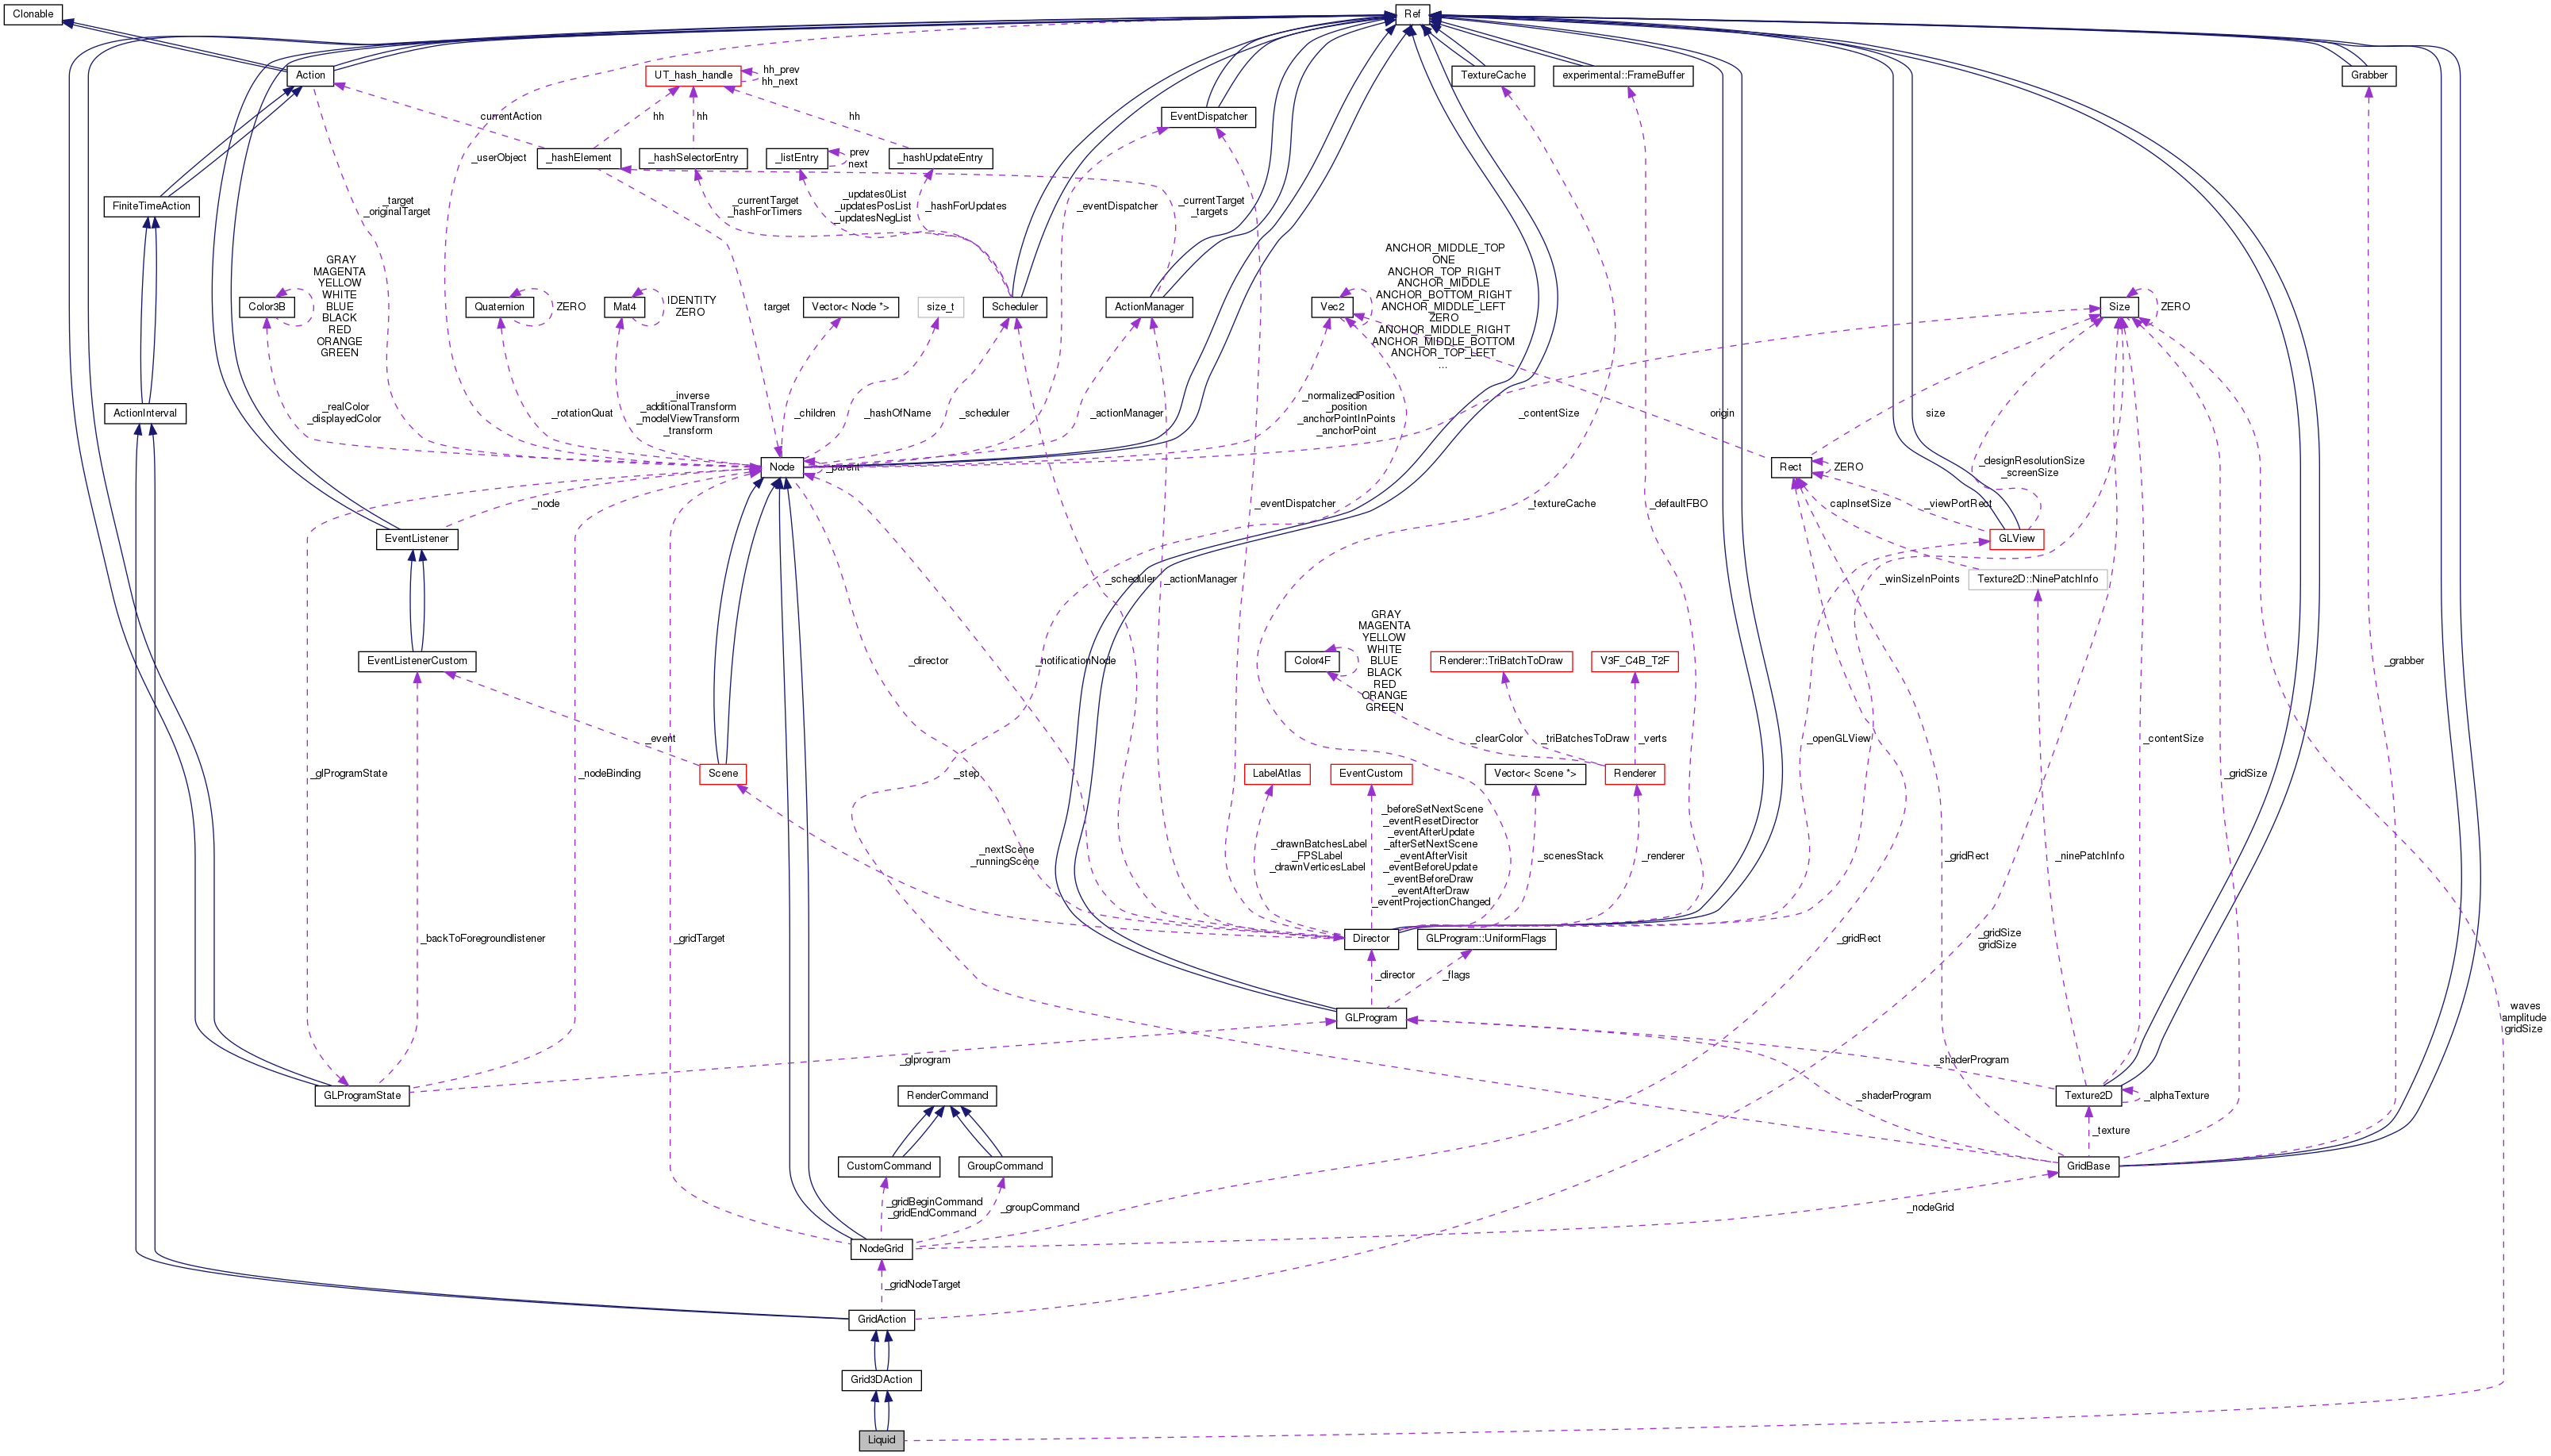 Clonable
Ref
Action
UT_hash_handle
hh_prev
hh_next
TextureCache
experimental::FrameBuffer
Grabber
EventDispatcher
currentAction
hh
hh
hh
_userObject
_hashElement
_hashSelectorEntry
_listEntry
prev
next
_hashUpdateEntry
FiniteTimeAction
_target
_originalTarget
_currentTarget
_hashForTimers
_updates0List
_updatesPosList
_updatesNegList
_hashForUpdates
_eventDispatcher
_currentTarget
_targets
GRAY
MAGENTA
YELLOW
WHITE
BLUE
BLACK
RED
ORANGE
GREEN
Color3B
Quaternion
ZERO
Mat4
IDENTITY
ZERO
target
Vector< Node *>
size_t
Scheduler
ActionManager
Vec2
ANCHOR_MIDDLE_TOP
ONE
ANCHOR_TOP_RIGHT
ANCHOR_MIDDLE
ANCHOR_BOTTOM_RIGHT
ANCHOR_MIDDLE_LEFT
ZERO
ANCHOR_MIDDLE_RIGHT
ANCHOR_MIDDLE_BOTTOM
ANCHOR_TOP_LEFT
...
Size
ZERO
ActionInterval
_realColor
_displayedColor
_rotationQuat
_inverse
_additionalTransform
_modelViewTransform
_transform
_children
_hashOfName
_scheduler
_actionManager
_normalizedPosition
_position
_anchorPointInPoints
_anchorPoint
_contentSize
origin
size
Node
_parent
Rect
ZERO
_designResolutionSize
_screenSize
_node
_eventDispatcher
_textureCache
_defaultFBO
capInsetSize
_viewPortRect
EventListener
GLView
_scheduler
_actionManager
_winSizeInPoints
Texture2D::NinePatchInfo
GRAY
MAGENTA
YELLOW
WHITE
BLUE
BLACK
RED
ORANGE
GREEN
EventListenerCustom
_director
_notificationNode
Color4F
Renderer::TriBatchToDraw
V3F_C4B_T2F
_grabber
_event
_clearColor
_triBatchesToDraw
_verts
_openGLView
_contentSize
_glProgramState
_nodeBinding
Scene
_step
LabelAtlas
EventCustom
Vector< Scene *>
Renderer
_gridSize
_nextScene
_runningScene
_drawnBatchesLabel
_FPSLabel
_drawnVerticesLabel
_beforeSetNextScene
_eventResetDirector
_eventAfterUpdate
_afterSetNextScene
_eventAfterVisit
_eventBeforeUpdate
_eventBeforeDraw
_eventAfterDraw
_eventProjectionChanged
_scenesStack
_renderer
_gridRect
_ninePatchInfo
_backToForegroundlistener
_gridTarget
Director
GLProgram::UniformFlags
_gridRect
_gridSize
gridSize
_director
_flags
waves
amplitude
gridSize
GLProgram
_glprogram
_shaderProgram
GLProgramState
RenderCommand
_shaderProgram
Texture2D
_alphaTexture
_texture
CustomCommand
GroupCommand
GridBase
_gridBeginCommand
_gridEndCommand
_groupCommand
_nodeGrid
NodeGrid
_gridNodeTarget
GridAction
Grid3DAction
Liquid